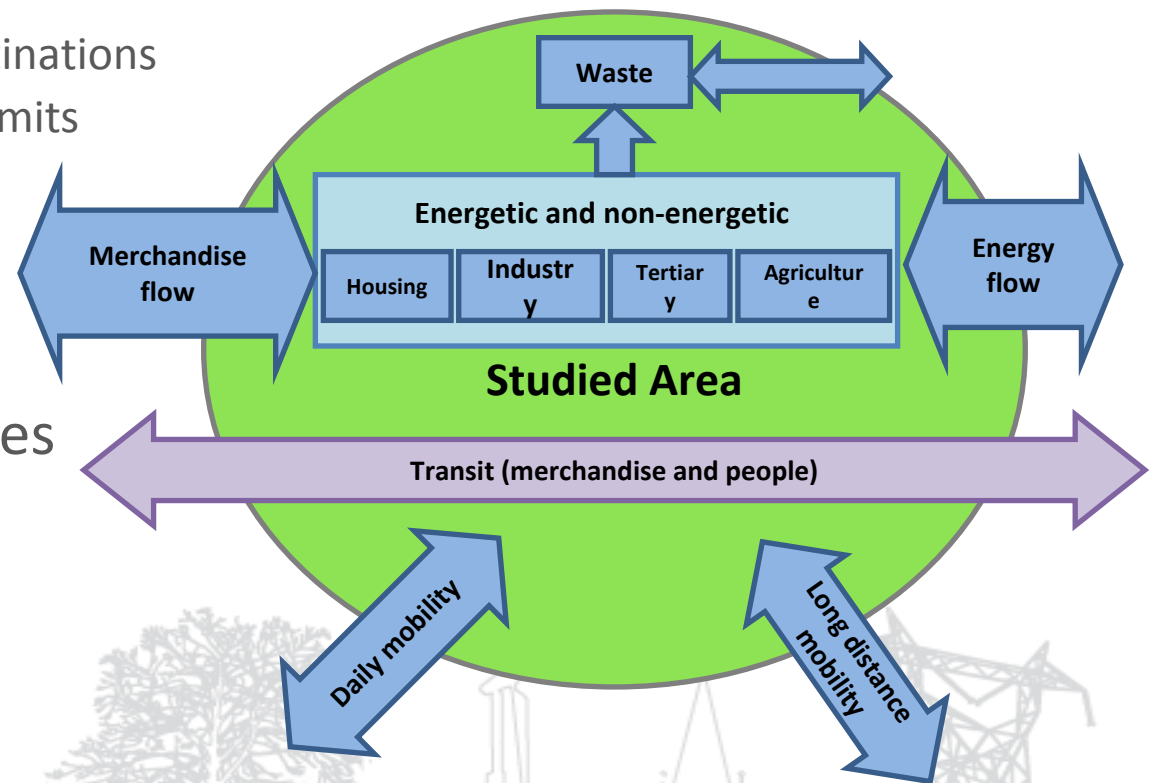 tinations
mits
es
Waste
Energetic and non-energetic
Merchandise
flow
Housing
Industr
y
Tertiar
y
Agricultur
e
Energy
flow
Studied Area
Transit (merchandise and people)
Daily mobility
Long distance
mobility